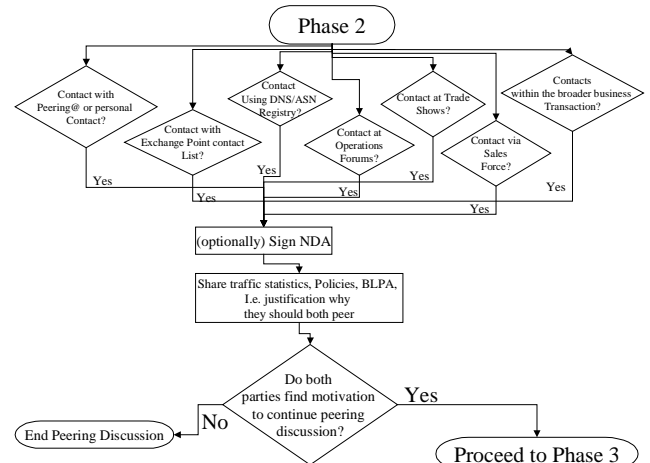 Phase 2
Contact with
Peering@ or personal
Contact?
Contact with
Exchange Point contact
List?
Contact
Using DNS/ASN
Registry?
Contact at
Operations
Forums?
Contact at Trade
Shows?
Contact via
Sales
Force?
Contacts
within the broader business
Transaction?
Yes
Yes
Yes
Yes
Yes
Yes
Yes
(optionally) Sign NDA
Share traffic statistics, Policies, BLPA,
I.e. justification why
they should both peer
Do both
parties find motivation
to continue peering
discussion?
No
Yes
End Peering Discussion
Proceed to Phase 3